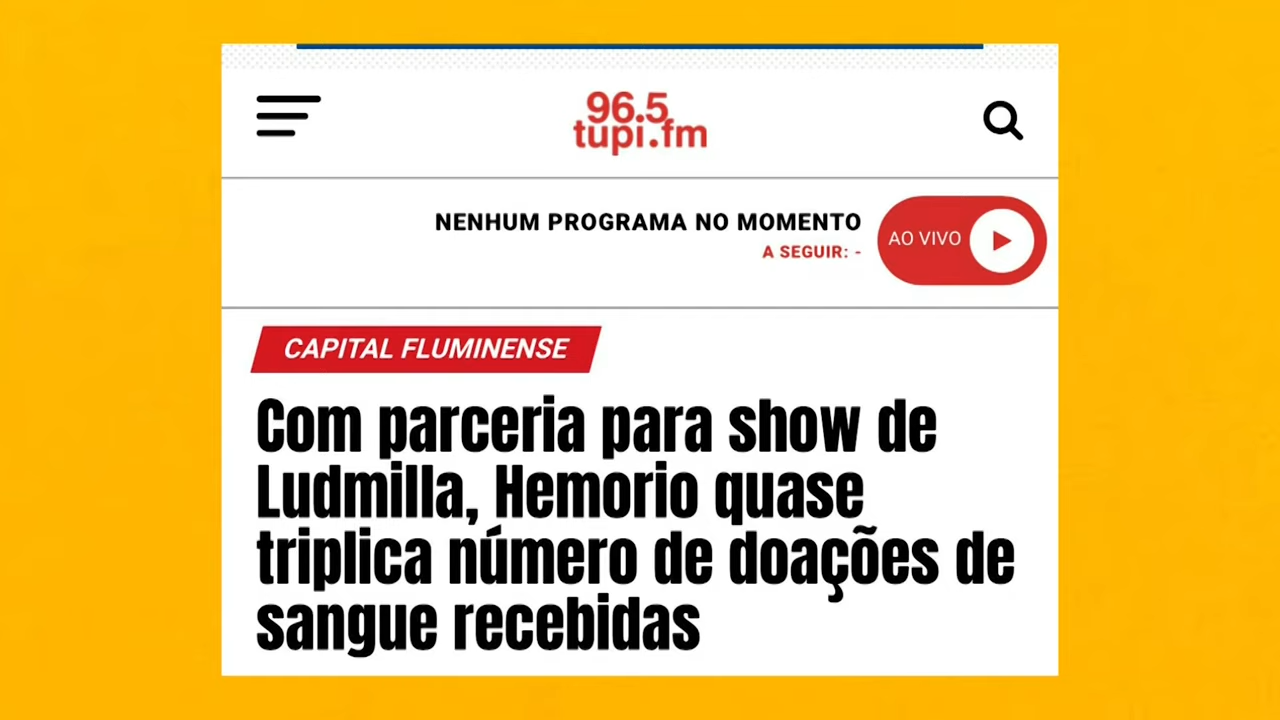 96.5
tupi.fm
NENHUM PROGRAMA NO MOMENTO
A SEGUIR: -
AO VIVO
CAPITAL FLUMINENSE
Com parceria para show de
Ludmilla, Hemorio quase
triplica número de doações de
sangue recebidas